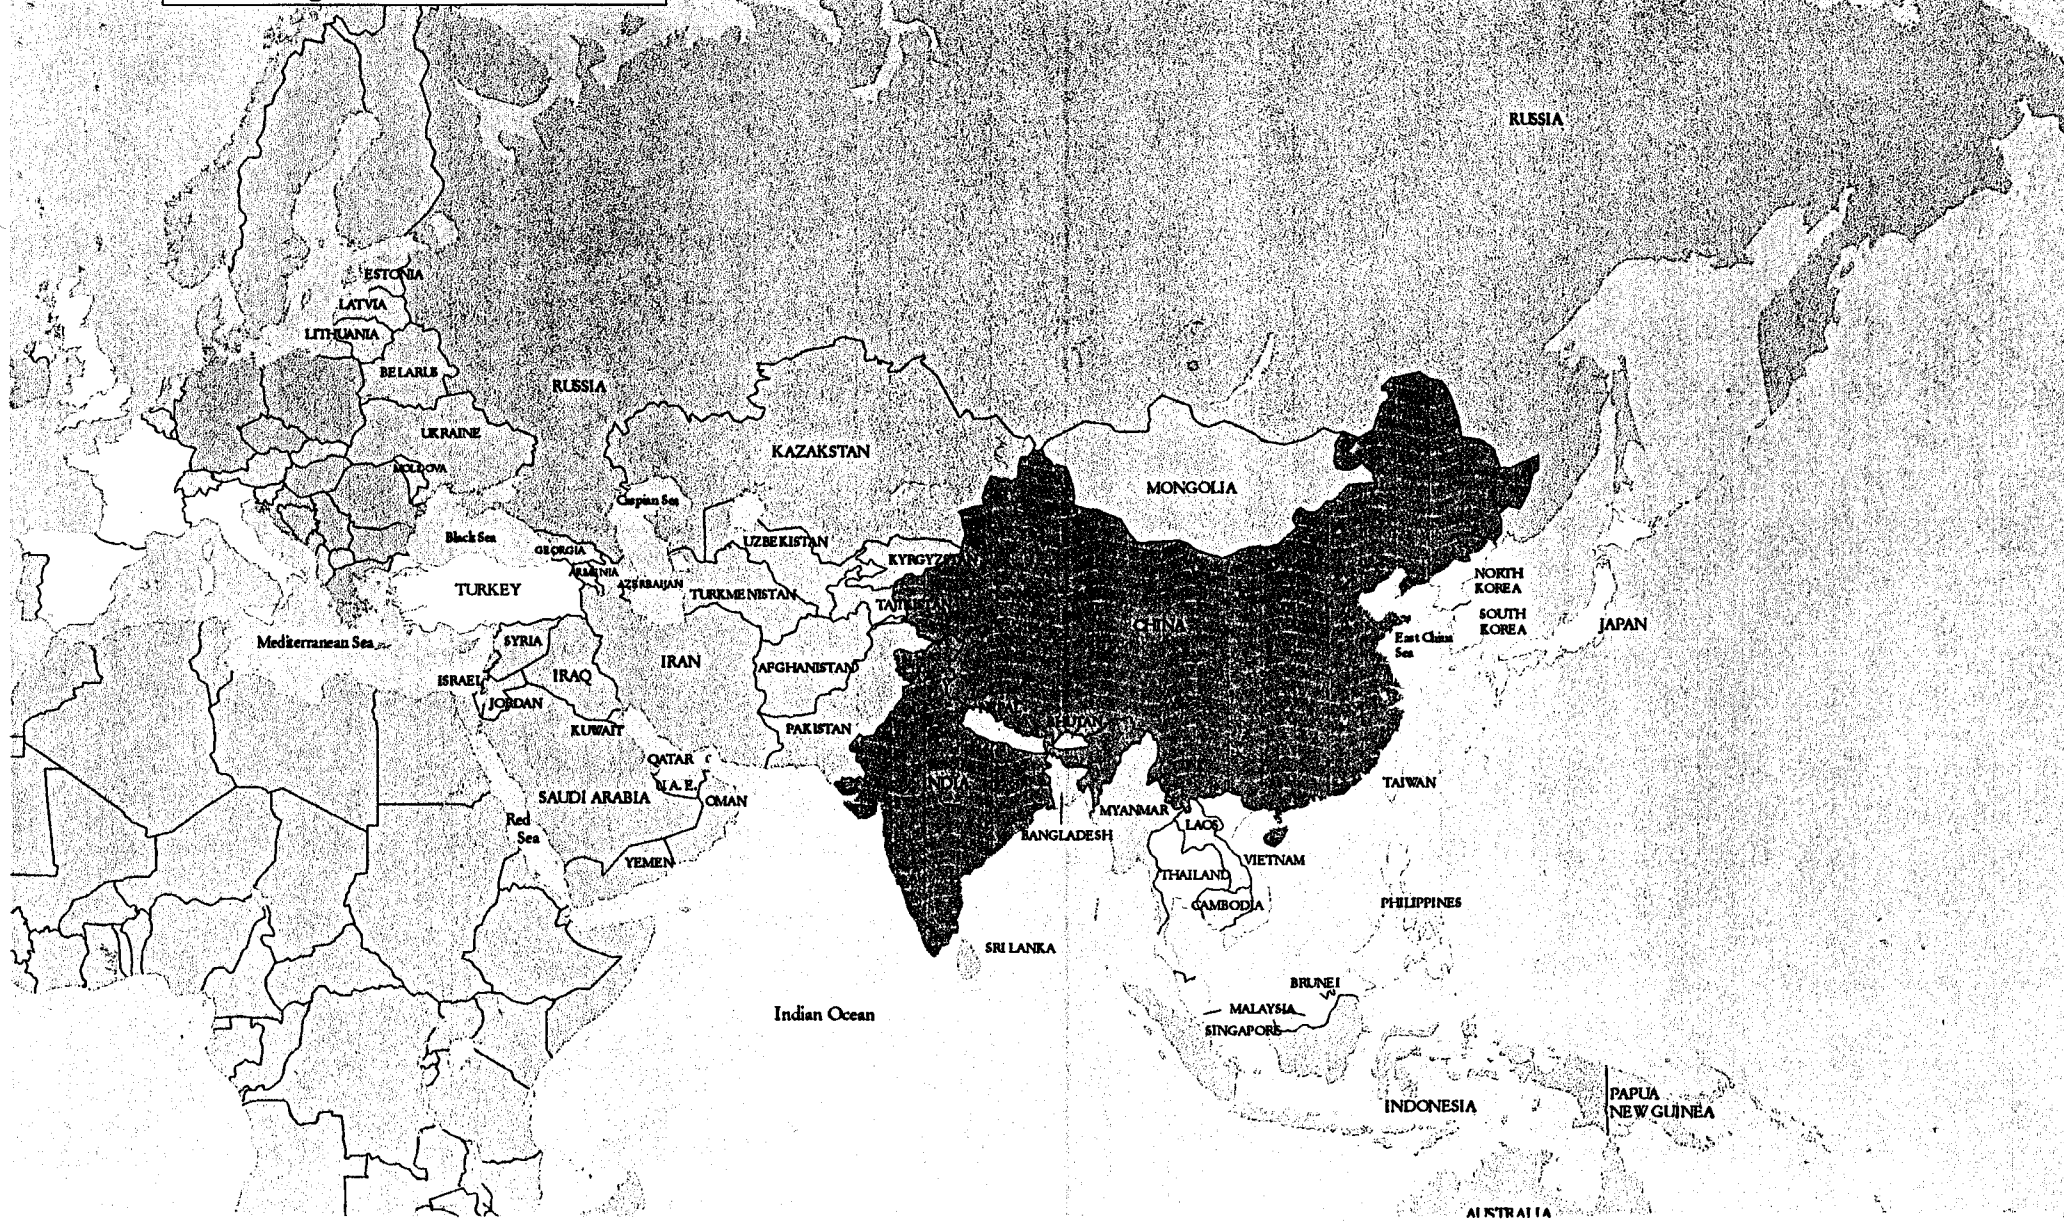 RUSSIA
ESTONIA
LATVIA
LITHUANIA
BELARUS
RUSSIA
UKRAINE
MOLDOVA
KAZAKSTAN
MONGOLIA
Caspian Sea
Black Sea
GEORGIA
UZBEKISTAN
KYRGYZSTAN
ARMENIA
AZERBAIJAN
TURKEY
TURKMENISTAN
TAJIKISTAN
NORTH
KOREA
SOUTH
KOREA
JAPAN
CHINA
East China
Sea
Mediterranean Sea
SYRIA
IRAN
AFGHANISTAN
ISRAEL
IRAQ
JORDAN
KUWAIT
PAKISTAN
NEPAL
BHUTAN
QATAR
U.A.E.
SAUDI ARABIA
OMAN
INDIA
TAIWAN
Red
Sea
MYANMAR
LAOS
BANGLADESH
YEMEN
VIETNAM
THAILAND
CAMBODIA
PHILIPPINES
SRI LANKA
BRUNEI
Indian Ocean
MALAYSIA
SINGAPORE
INDONESIA
PAPUA
NEW GUINEA
AUSTRALIA